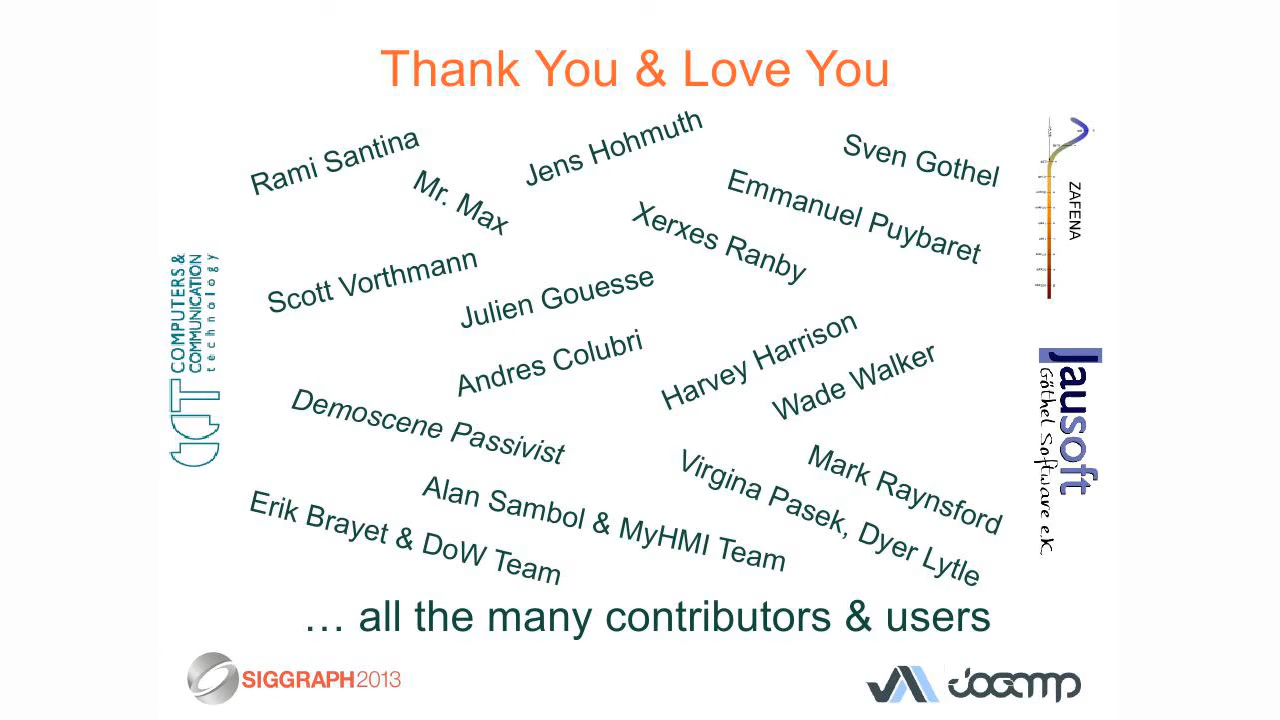 Thank You & Love You
Rami Santina
Jens Hohmuth
Sven Gothel
Mr. Max
Emmanuel Puybaret
Xerxes Ranby
ZAFENA
Scott Vorthmann
Julien Gouesse
COMPUTERS &
COMMUNICATION
technology
CCT
Andres Colubri
Harvey Harrison
Wade Walker
Jausoft
Göthel Software e.K.
Demoscene Passivist
Mark Raynsford
Virgina Pasek, Dyer Lytle
Alan Sambol & MyHMI Team
Erik Brayet & DoW Team
… all the many contributors & users
SIGGRAPH2013
JogAmp